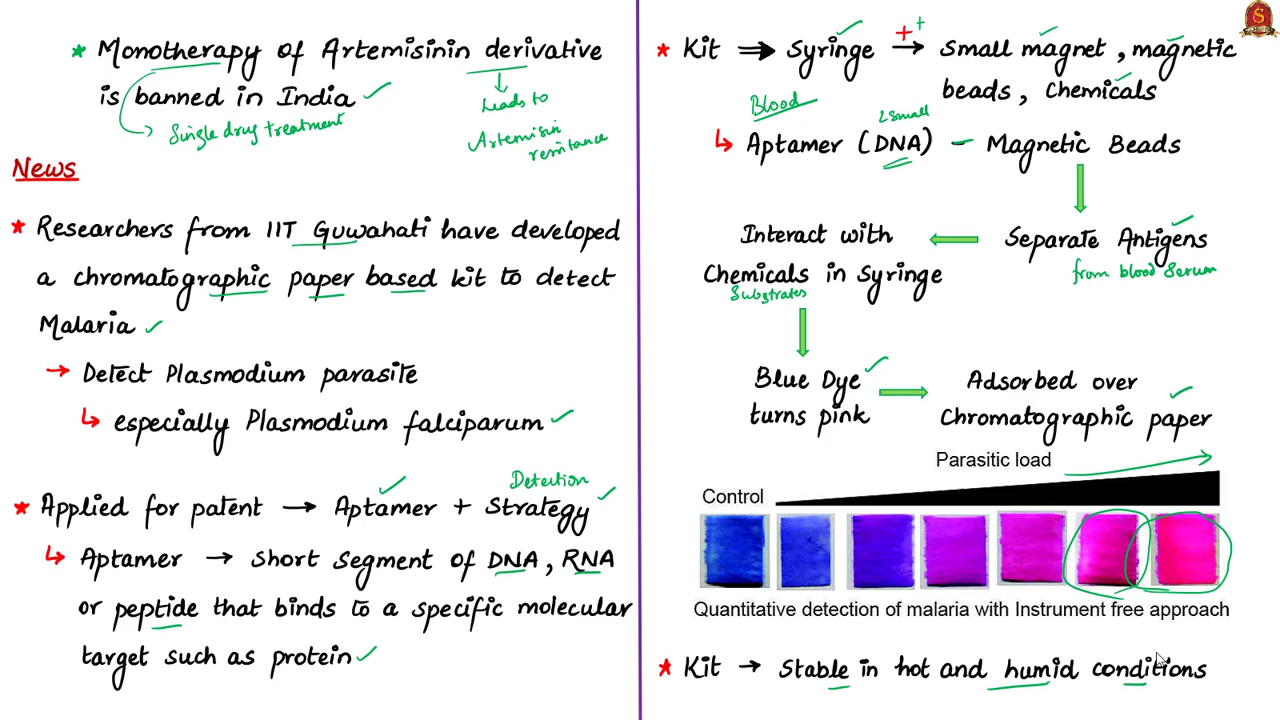 * Monotherapy of Artemisinin derivative
is banned in India
Single drug treatment
Leads to
Artemisin
resistance
News
* Researchers from IIT Guwahati have developed
a chromatographic paper based kit to detect
Malaria
→ Detect Plasmodium parasite
↳ especially Plasmodium falciparum
Detection
* Applied for patent → Aptamer + Strategy
↳ Aptamer → short segment of DNA, RNA
or peptide that binds to a specific molecular
target such as protein
* Kit ⇒ Syringe → Small magnet, magnetic
++
beads, Chemicals
Blood
↳ Aptamer (DNA) - Magnetic Beads
Separate Antigens
from blood serum
Interact with
Chemicals in Syringe
Substrates
Blue Dye
turns pink
Adsorbed over
Chromatographic paper
Parasitic load
Control
Quantitative detection of malaria with Instrument free approach
* Kit → Stable in hot and humid conditions